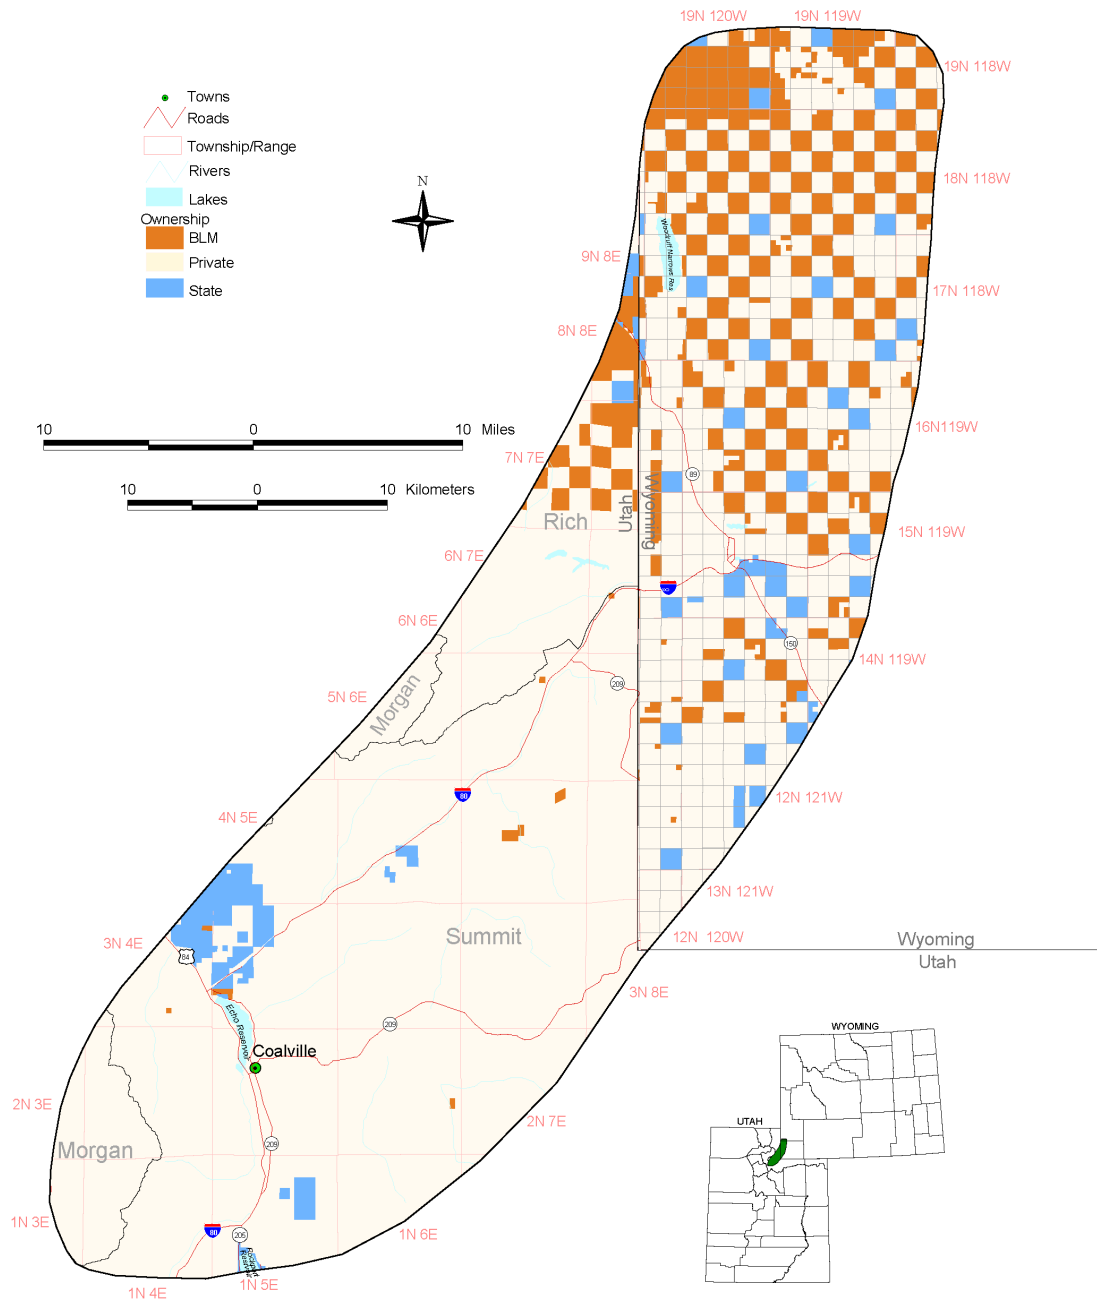 19N 120W
19N 119W
19N 118W
Towns
Roads
Township/Range
Rivers
Lakes
Ownership
BLM
Private
State
N
18N 118W
Woodruff Narrows Res
9N 8E
17N 118W
8N 8E
16N119W
10 0 10 Miles
7N 7E
10 0 10 Kilometers
89
Rich
Utah
Wyoming
15N 119W
6N 7E
6N 6E
150
14N 119W
209
5N 6E
Morgan
80
12N 121W
4N 5E
13N 121W
3N 4E
Summit
12N 120W
Wyoming
Utah
84
3N 8E
Echo Reservoir
209
WYOMING
Coalville
2N 3E
2N 7E
UTAH
Morgan
209
1N 3E
80
205
1N 6E
Rockport
Reservoir
1N 4E
1N 5E